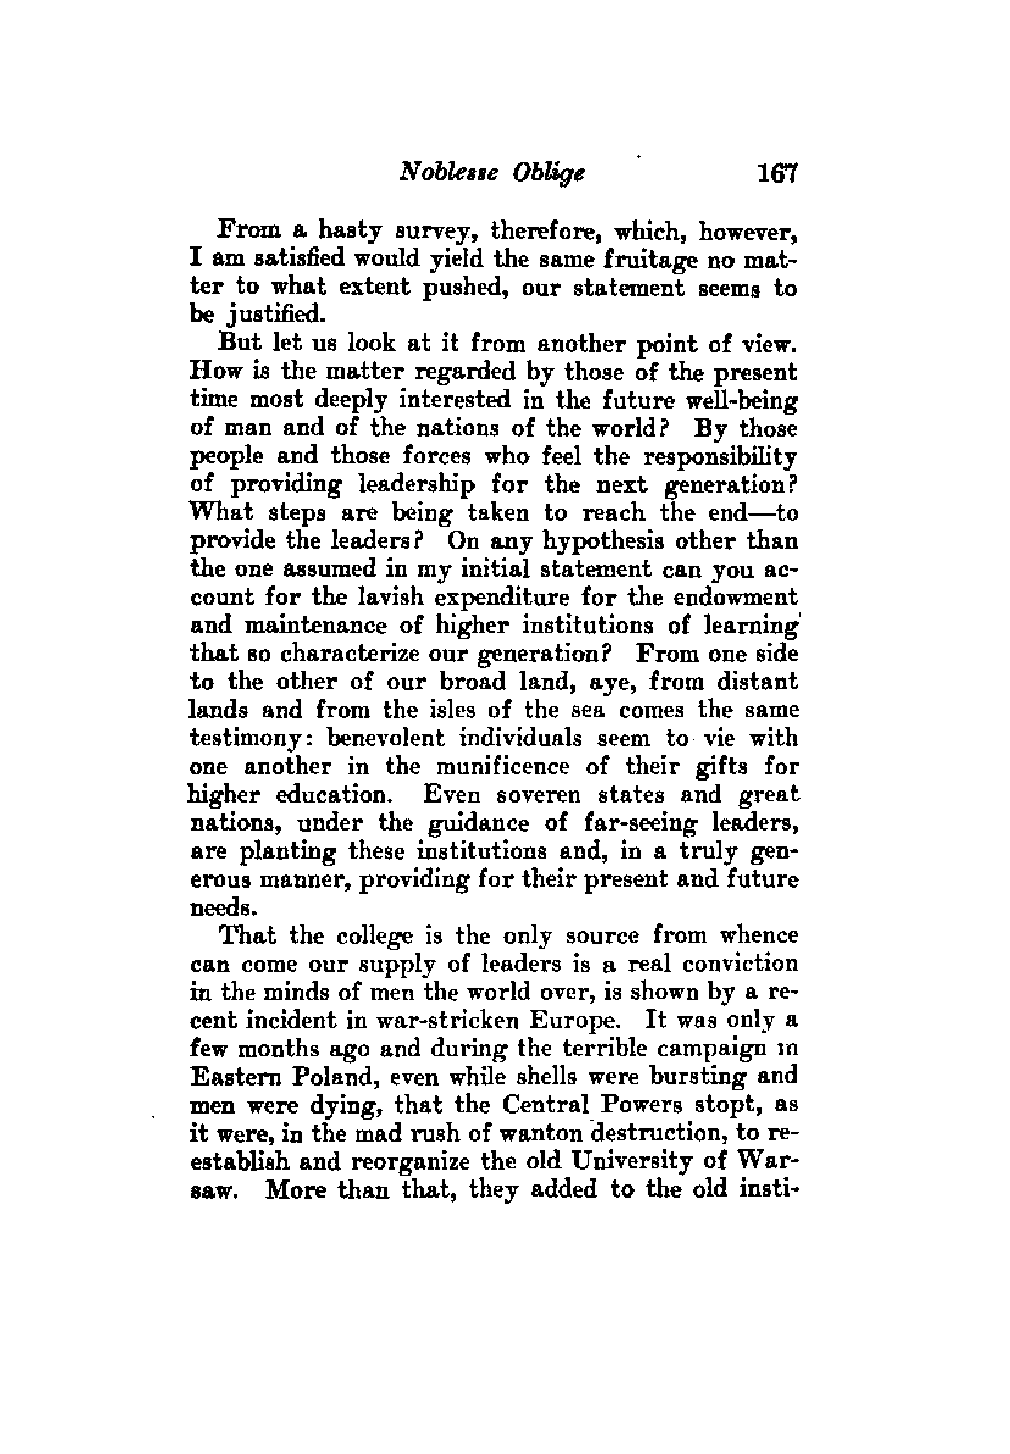 Noblesse Oblige 167
From a hasty survey, therefore, which, however,
I am satisfied would yield the same fruitage no mat-
ter to what extent pushed, our statement seems to
be justified.
But let us look at it from another point of view.
How is the matter regarded by those of the present
time most deeply interested in the future well-being
of man and of the nations of the world? By those
people and those forces who feel the responsibility
of providing leadership for the next generation?
What steps are being taken to reach the end—to
provide the leaders? On any hypothesis other than
the one assumed in my initial statement can you ac-
count for the lavish expenditure for the endowment
and maintenance of higher institutions of learning
that so characterize our generation? From one side
to the other of our broad land, aye, from distant
lands and from the isles of the sea comes the same
testimony: benevolent individuals seem to vie with
one another in the munificence of their gifts for
higher education. Even soveren states and great
nations, under the guidance of far-seeing leaders,
are planting these institutions and, in a truly gen-
erous manner, providing for their present and future
needs.
That the college is the only source from whence
can come our supply of leaders is a real conviction
in the minds of men the world over, is shown by a re-
cent incident in war-stricken Europe. It was only a
few months ago and during the terrible campaign in
Eastern Poland, even while shells were bursting and
men were dying, that the Central Powers stopt, as
it were, in the mad rush of wanton destruction, to re-
establish and reorganize the old University of War-
saw. More than that, they added to the old insti-